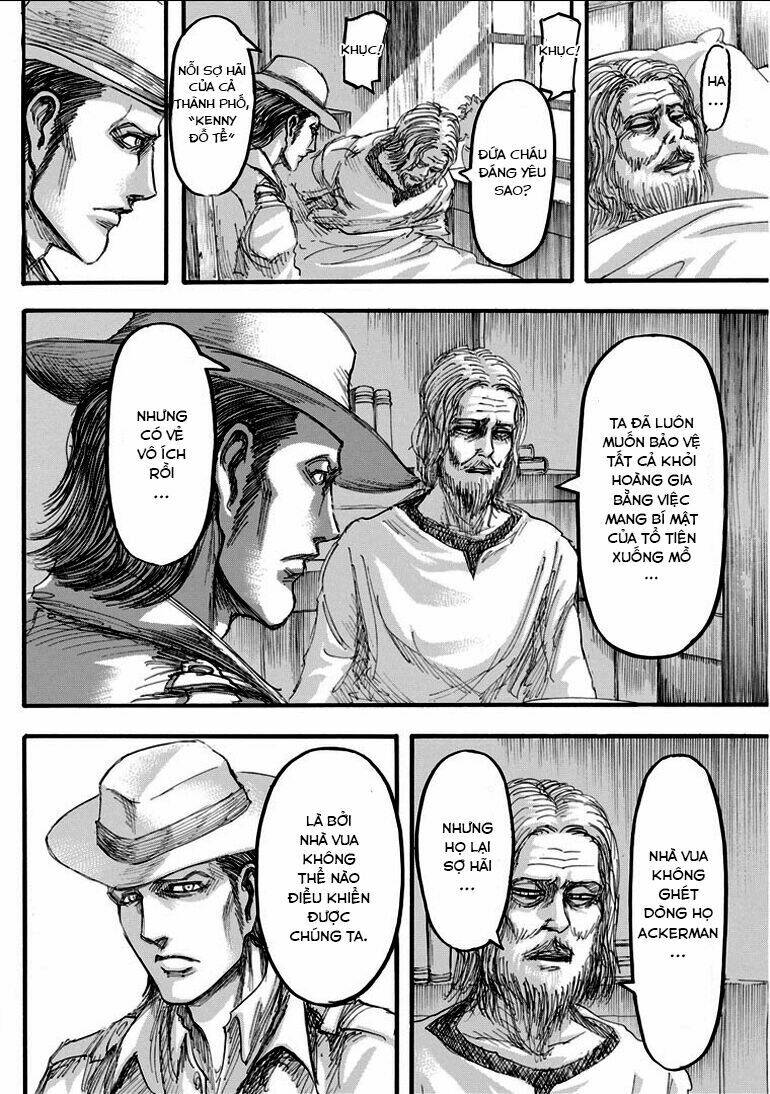 HA
...
ĐỨA CHÁU
ĐÁNG YÊU
SAO?
KHỤC!
KHỤC!
NỖI SỢ HÃI
CỦA CẢ
THÀNH PHỐ,
"KENNY
ĐỒ TỂ"
TA ĐÃ LUÔN
MUỐN BẢO VỆ
TẤT CẢ KHỎI
HOÀNG GIA
BẰNG VIỆC
MANG BÍ MẬT
CỦA TỔ TIÊN
XUỐNG MỒ
...
NHƯNG
CÓ VẺ
VÔ ÍCH
RỒI
...
NHÀ VUA
KHÔNG
GHÉT
DÒNG HỌ
ACKERMAN
...
NHƯNG
HỌ LẠI
SỢ HÃI
...
LÀ BỞI
NHÀ VUA
KHÔNG
THỂ NÀO
ĐIỀU KHIỂN
ĐƯỢC
CHÚNG TA.